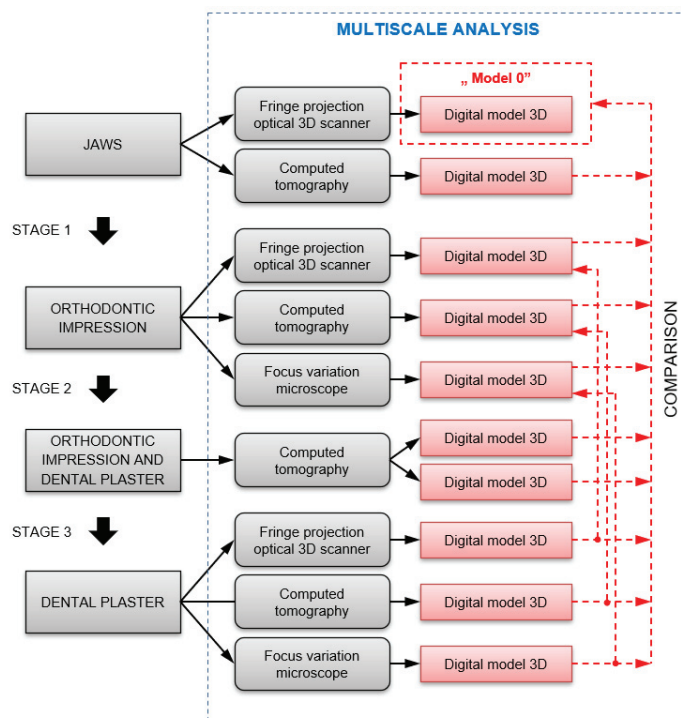 MULTISCALE ANALYSIS
„ Model 0”
JAWS
Fringe projection
optical 3D scanner
Digital model 3D
Computed
tomography
Digital model 3D
STAGE 1
ORTHODONTIC
IMPRESSION
Fringe projection
optical 3D scanner
Digital model 3D
Computed
tomography
Digital model 3D
Focus variation
microscope
Digital model 3D
STAGE 2
ORTHODONTIC
IMPRESSION AND
DENTAL PLASTER
Computed
tomography
Digital model 3D
Digital model 3D
STAGE 3
DENTAL PLASTER
Fringe projection
optical 3D scanner
Digital model 3D
Computed
tomography
Digital model 3D
Focus variation
microscope
Digital model 3D
COMPARISON